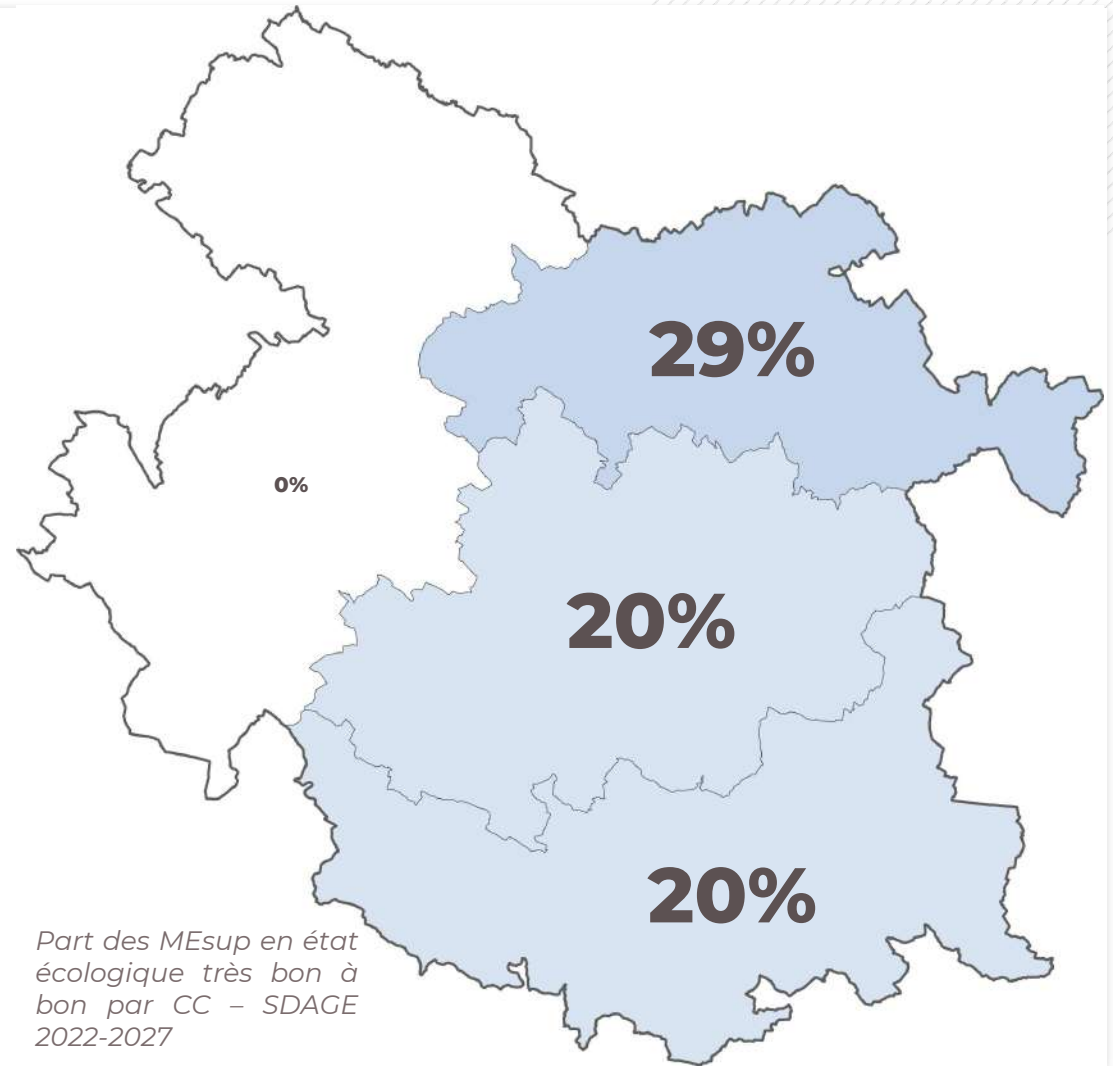 29%
0%
20%
20%
Part des MEsup en état
écologique très bon à
bon par CC – SDAGE
2022-2027